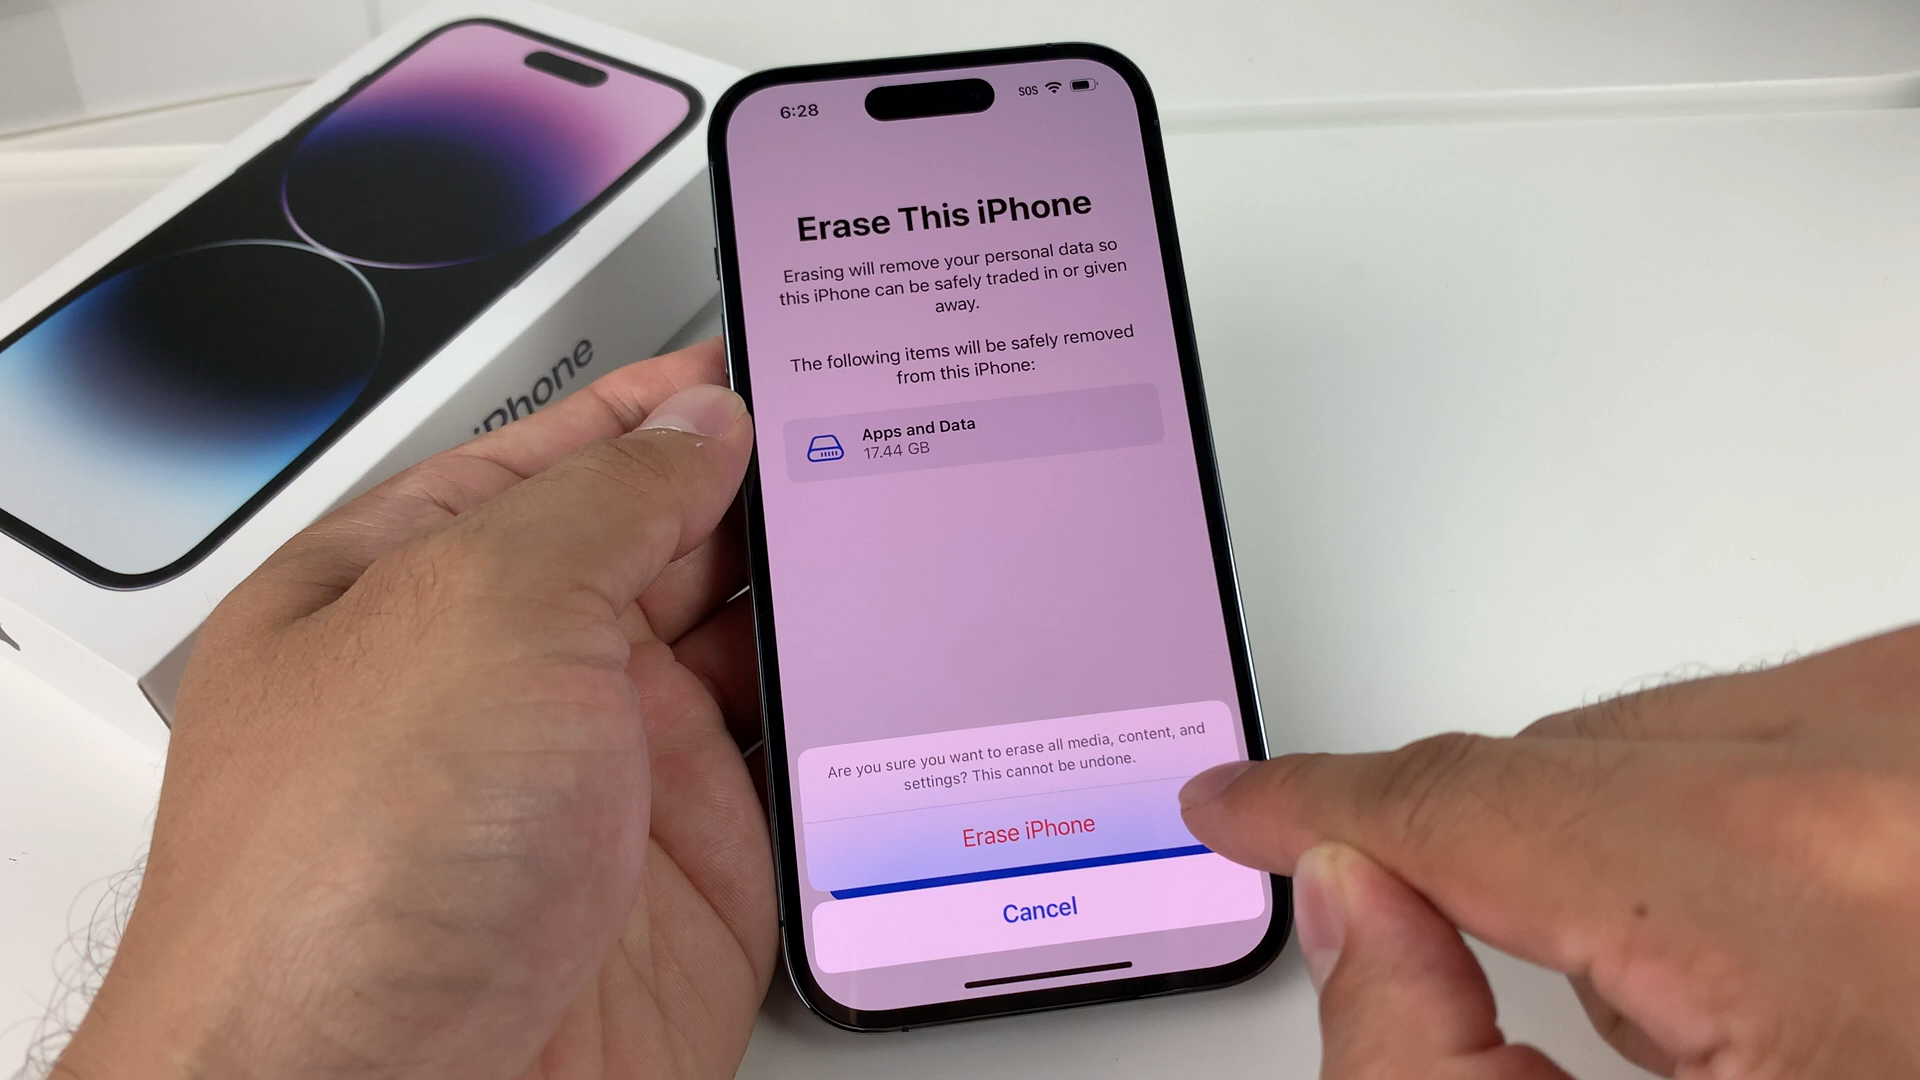 6:28
SOS
Erase This iPhone
Erasing will remove your personal data so
this iPhone can be safely traded in or given
away.
The following items will be safely removed
from this iPhone:
Apps and Data
17.44 GB
Are you sure you want to erase all media, content, and
settings? This cannot be undone.
Erase iPhone
Cancel
iPhone